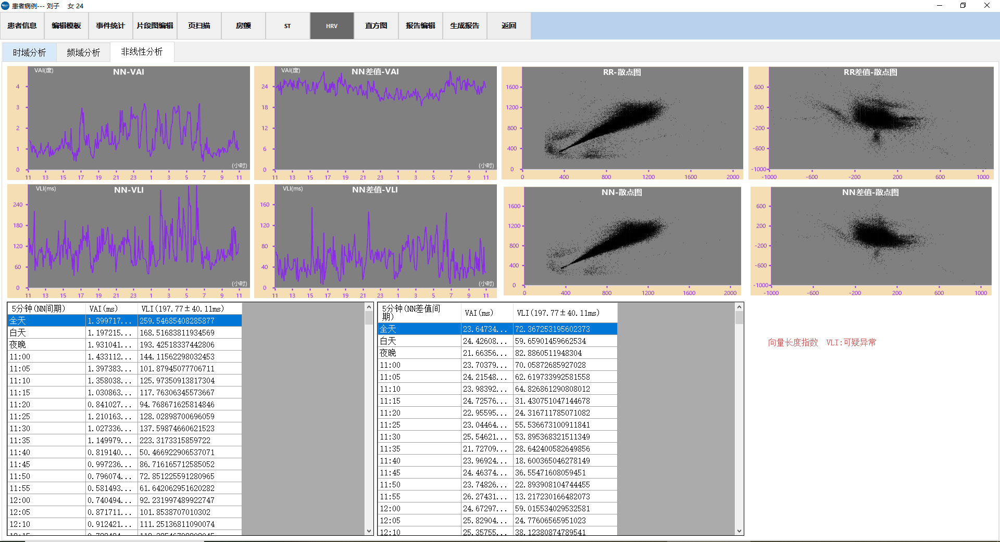 患者病例--- 刘子 女 24
患者信息 编辑模板 事件统计 片段图编辑 页扫描 房颤 ST HRV 直方图 报告编辑 生成报告 返回
时域分析 频域分析 非线性分析
VAI(度) NN-VAI
4
3
2
1
0
(小时)
11 13 15 17 19 21 23 1 3 5 7 9 11
VAI(度) NN差值-VAI
24
18
12
6
0
(小时)
11 13 15 17 19 21 23 1 3 5 7 9 11
RR-散点图
1600
1200
800
400
0
0 400 800 1200 1600 2000
RR差值-散点图
600
200
-200
-600
-1000
-1000 -600 -200 200 600 1000
VLI(ms) NN-VLI
240
180
120
60
0
(小时)
11 13 15 17 19 21 23 1 3 5 7 9 11
VLI(ms) NN差值-VLI
160
120
80
40
0
(小时)
11 13 15 17 19 21 23 1 3 5 7 9 11
NN-散点图
1600
1200
800
400
0
0 400 800 1200 1600 2000
NN差值-散点图
600
200
-200
-600
-1000
-1000 -600 -200 200 600 1000
5分钟(NN间期) VAI(ms) VLI(197.77±40.11ms)
全天 1.399717... 259.54685408285877
白天 1.197215... 168.51683811934569
夜晚 1.931041... 193.42518337442806
11:00 1.433112... 144.11562298032453
11:05 1.397383... 101.87945077706711
11:10 1.358038... 125.97350913817304
11:15 1.030863... 117.76306345573667
11:20 0.841027... 94.768671625814846
11:25 1.210163... 128.02898700696059
11:30 1.027336... 137.59874660621523
11:35 1.149979... 223.3173315859722
11:40 0.819140... 50.466922906537071
11:45 0.997236... 86.716165712585052
11:50 0.796074... 72.851225591280965
11:55 0.581493... 61.642062951620282
12:00 0.740494... 92.231997489922747
12:05 0.871711... 101.8538707010302
12:10 0.912421... 111.25136811090074
12:15
5分钟(NN差值间期) VAI(ms) VLI(197.77±40.11ms)
全天 23.64734... 72.367253195602373
白天 24.42608... 59.65901459662534
夜晚 21.66356... 82.8860511948304
11:00 23.70379... 70.05872685927028
11:05 24.21548... 62.619733992581558
11:10 23.98392... 64.826861290808012
11:15 24.72576... 31.430751047144678
11:20 22.95595... 24.316711785071082
11:25 23.04464... 55.536673100911841
11:30 25.54621... 53.895368321511349
11:35 21.72709... 28.642400582649856
11:40 23.96924... 18.600365046278149
11:45 24.46374... 36.55471608059451
11:50 23.74826... 22.893908104744455
11:55 26.27431... 13.217230166482073
12:00 24.67297... 59.015534029532581
12:05 25.82904... 24.77606565951023
12:10 25.35755... 38.12380874789541
向量长度指数 VLI:可疑异常